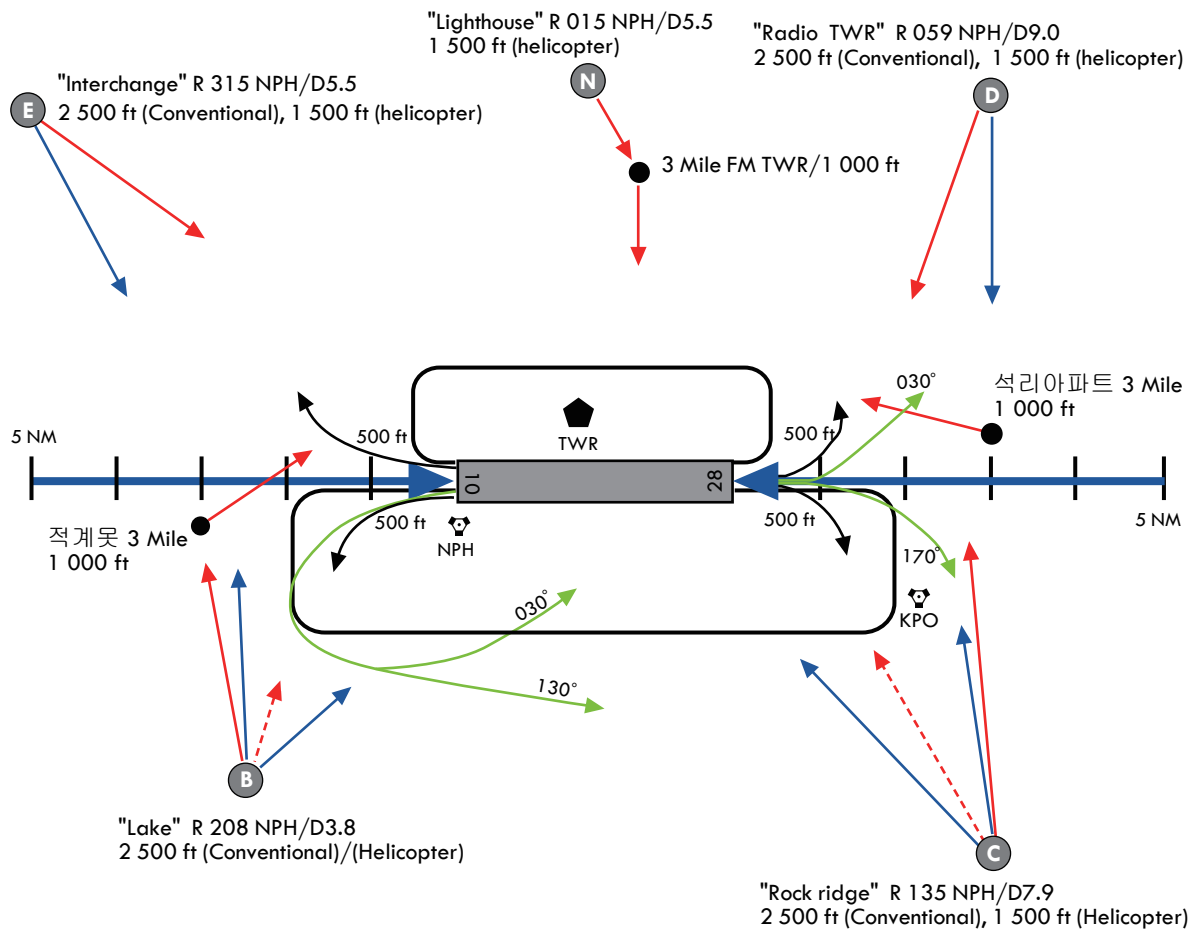 "Lighthouse" R 015 NPH/D5.5
1 500 ft (helicopter)
N
"Radio TWR" R 059 NPH/D9.0
2 500 ft (Conventional), 1 500 ft (helicopter)
D
"Interchange" R 315 NPH/D5.5
2 500 ft (Conventional), 1 500 ft (helicopter)
E
3 Mile FM TWR/1 000 ft
030°
석리아파트 3 Mile
1 000 ft
5 NM
500 ft
TWR
500 ft
10
28
500 ft
NPH
500 ft
5 NM
적계못 3 Mile
1 000 ft
170°
KPO
030°
130°
B
"Lake" R 208 NPH/D3.8
2 500 ft (Conventional)/(Helicopter)
C
"Rock ridge" R 135 NPH/D7.9
2 500 ft (Conventional), 1 500 ft (Helicopter)